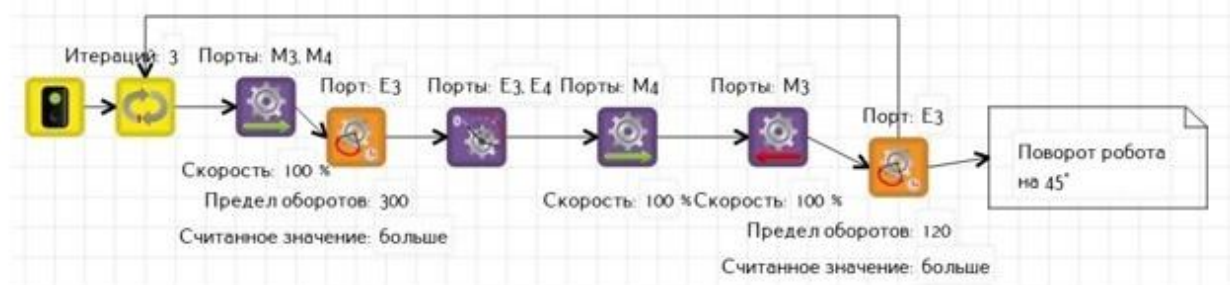 Итераций: 3
Порты: M3, M4
Порт: E3
Порты: E3, E4
Порты: M4
Порты: M3
Порт: E3
Поворот робота
на 45°
Скорость: 100 %
Предел оборотов: 300
Считанное значение: больше
Скорость: 100 %
Скорость: 100 %
Предел оборотов: 120
Считанное значение: больше